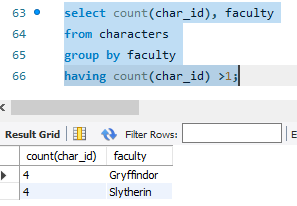 63 select count(char_id), faculty
64 from characters
65 group by faculty
66 having count(char_id) >1;
Result Grid Filter Rows:
count(char_id) faculty
4 Gryffindor
4 Slytherin